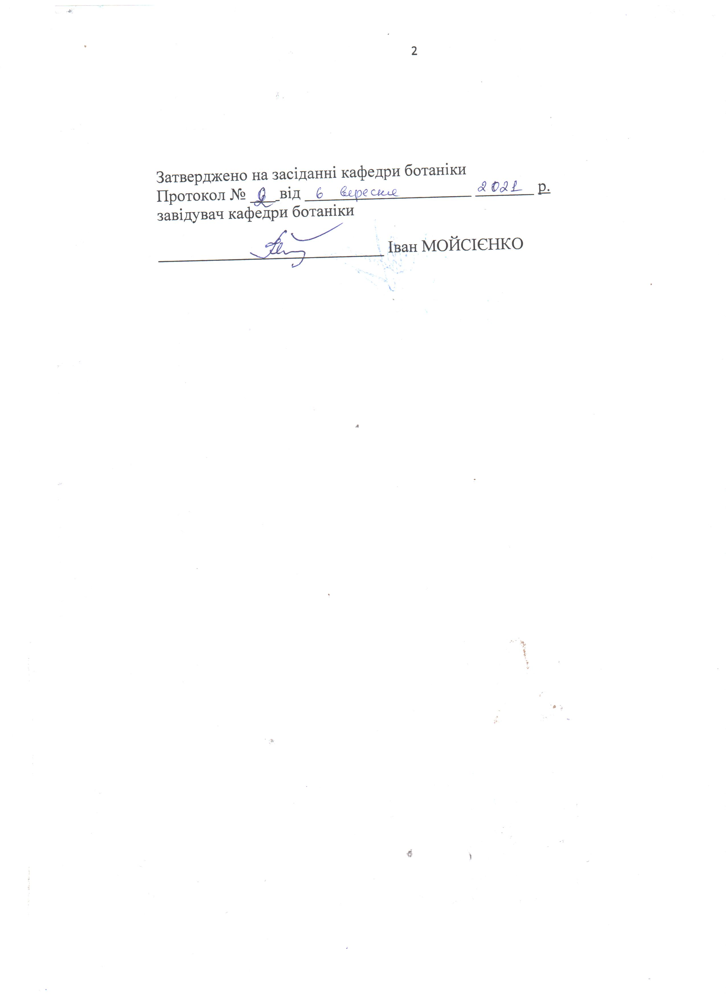 2
Затверджено на засіданні кафедри ботаніки
Протокол № 2 від 6 вересня 2021 р.
завідувач кафедри ботаніки
Іван МОЙСІЄНКО